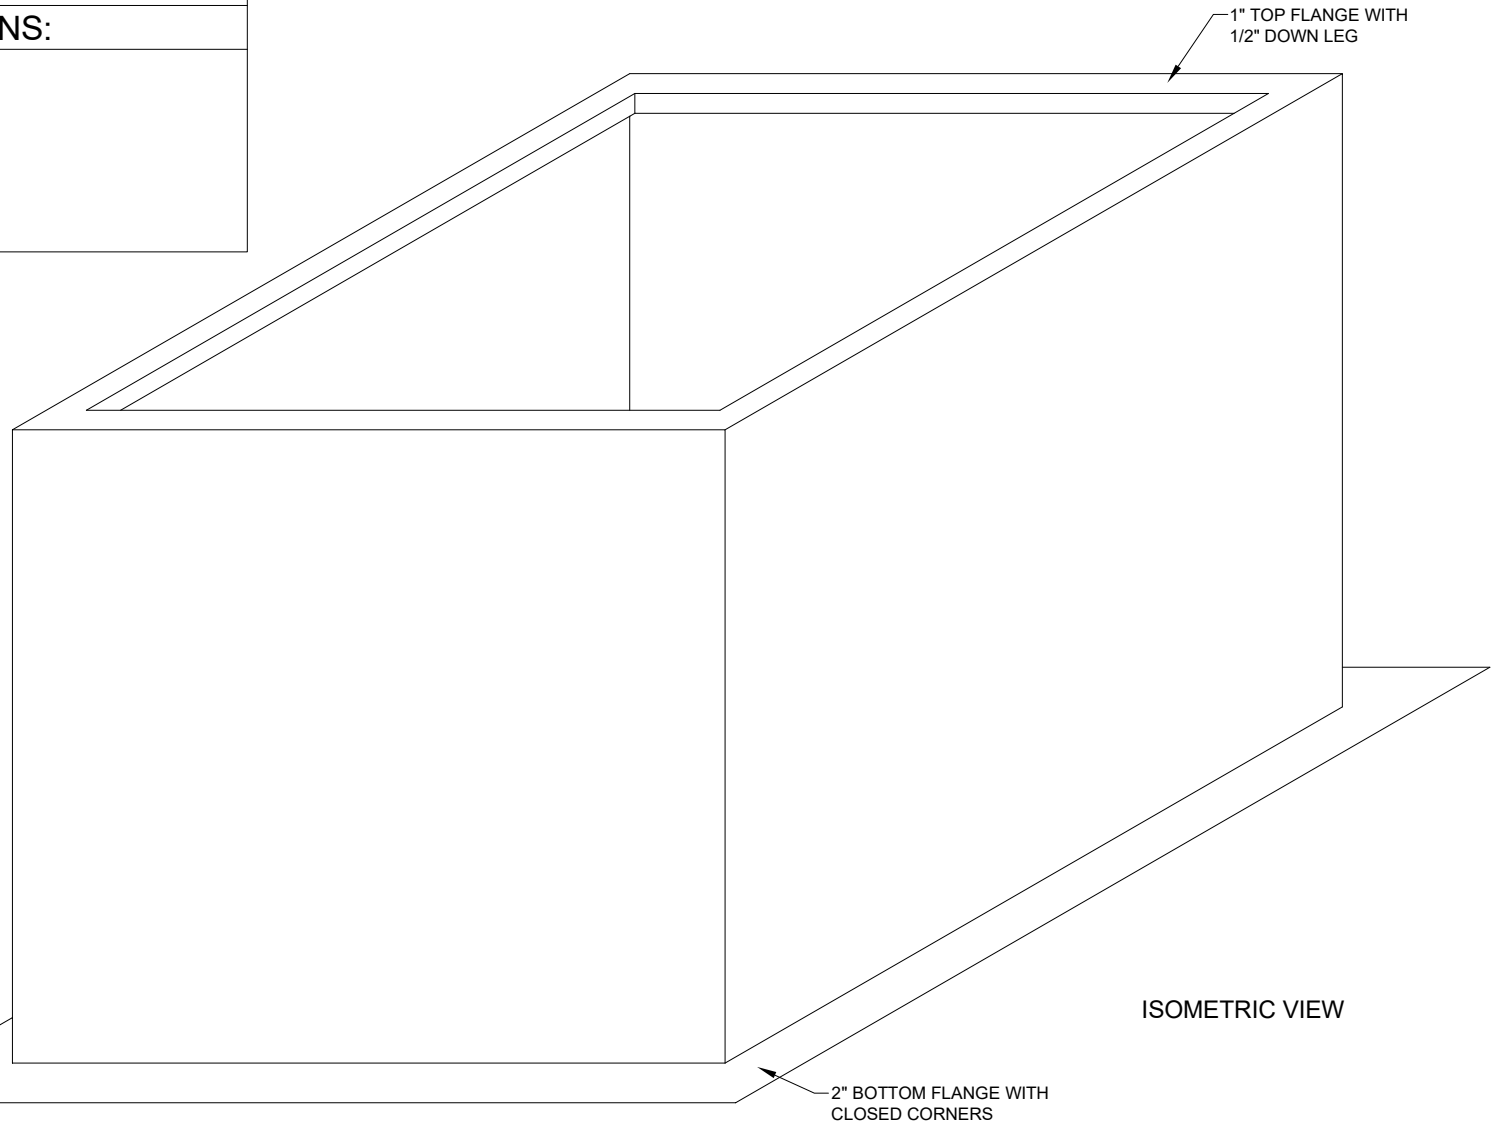 NS:
1" TOP FLANGE WITH
1/2" DOWN LEG
ISOMETRIC VIEW
2" BOTTOM FLANGE WITH
CLOSED CORNERS